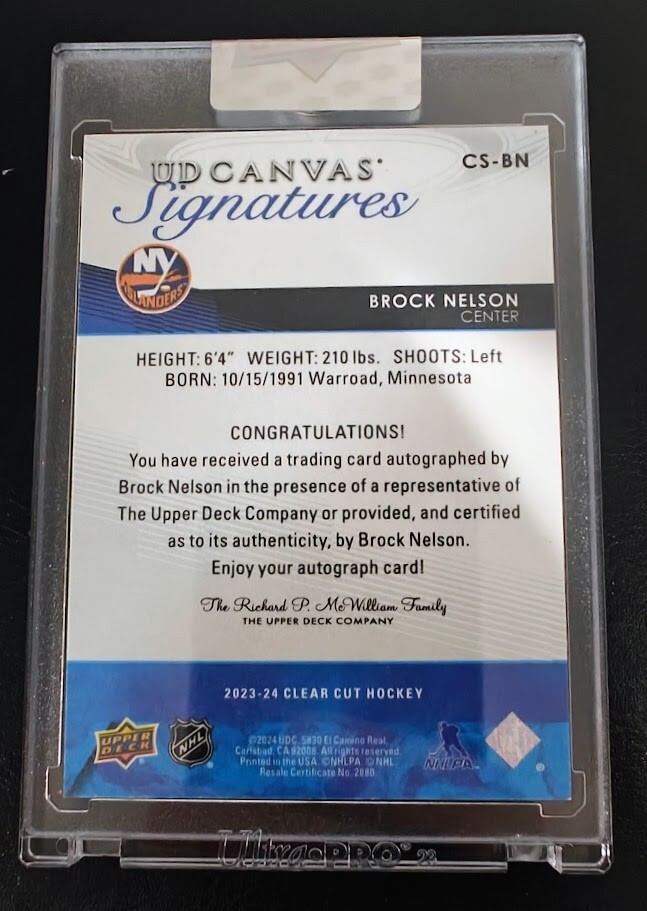 UD CANVAS
CS-BN
Signatures
NY
ISLANDERS
BROCK NELSON
CENTER
HEIGHT: 6'4" WEIGHT: 210 lbs. SHOOTS: Left
BORN: 10/15/1991 Warroad, Minnesota
CONGRATULATIONS!
You have received a trading card autographed by
Brock Nelson in the presence of a representative of
The Upper Deck Company or provided, and certified
as to its authenticity, by Brock Nelson.
Enjoy your autograph card!
The Richard P. McWilliam Family
THE UPPER DECK COMPANY
2023-24 CLEAR CUT HOCKEY
UPPER
DECK
NHL
©2024 UDC. 5830 El Camino Real,
Carlsbad, CA 92008. All rights reserved.
Printed in the USA ©NHLPA ©NHL
Resale Certificate No. 2880
NHLPA
Ultra·PRO® 23